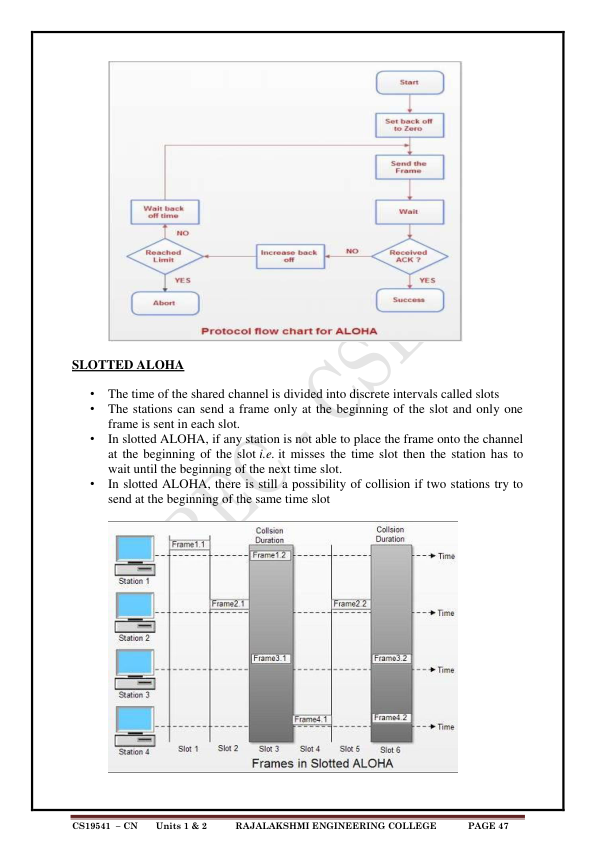 Start
Set back off
to Zero
Send the
Frame
Wait back
off time
Wait
NO
Reached
Limit
Increase back
off
NO
Received
ACK ?
YES
YES
Abort
Success
Protocol flow chart for ALOHA
SLOTTED ALOHA
• The time of the shared channel is divided into discrete intervals called slots
• The stations can send a frame only at the beginning of the slot and only one
frame is sent in each slot.
• In slotted ALOHA, if any station is not able to place the frame onto the channel
at the beginning of the slot i.e. it misses the time slot then the station has to
wait until the beginning of the next time slot.
• In slotted ALOHA, there is still a possibility of collision if two stations try to
send at the beginning of the same time slot
Collsion
Duration
Collsion
Duration
Frame1.1
Frame1.2
Time
Station 1
Frame2.1
Frame2.2
Time
Station 2
Frame3.1
Frame3.2
Time
Station 3
Frame4.1
Frame4.2
Time
Station 4
Slot 1 Slot 2 Slot 3 Slot 4 Slot 5 Slot 6
Frames in Slotted ALOHA
CS19541 – CN Units 1 & 2 RAJALAKSHMI ENGINEERING COLLEGE PAGE 47